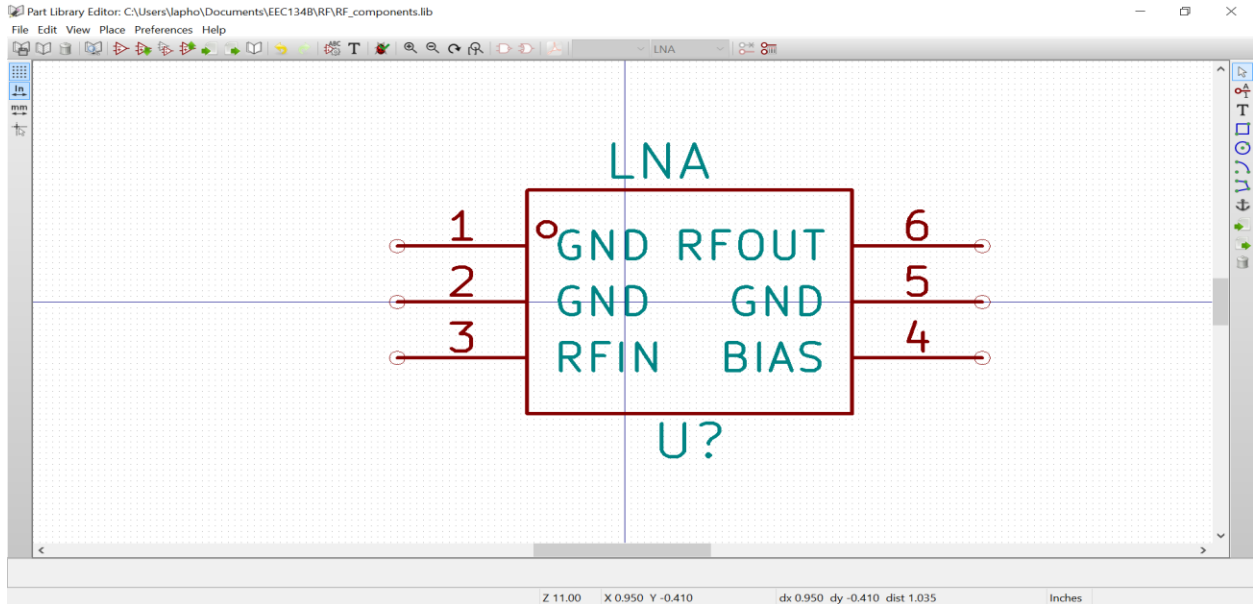 Part Library Editor: C:\Users\lapho\Documents\EEC134B\RF\RF_components.lib
File Edit View Place Preferences Help
T LNA
In
mm
T
LNA
1 GND RFOUT 6
2 GND GND 5
3 RFIN BIAS 4
U?
Z 11.00 X 0.950 Y -0.410 dx 0.950 dy -0.410 dist 1.035 Inches